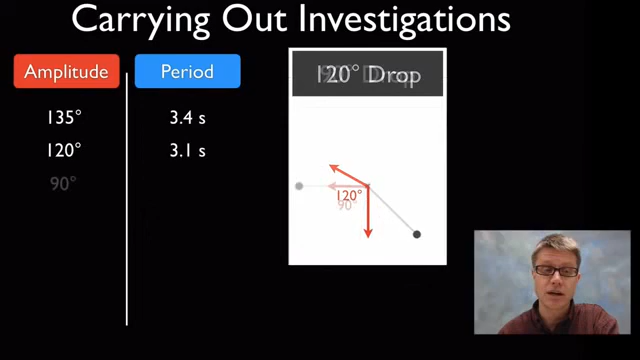 Carrying Out Investigations
Amplitude Period
135° 3.4 s
120° 3.1 s
90°
120° Drop
120°
90°